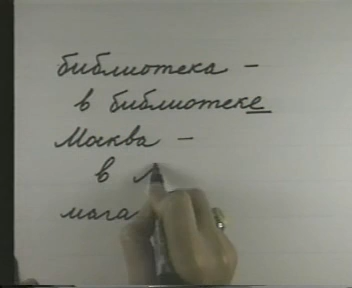 библиотека –
в библиотеке
Москва –
в
мага